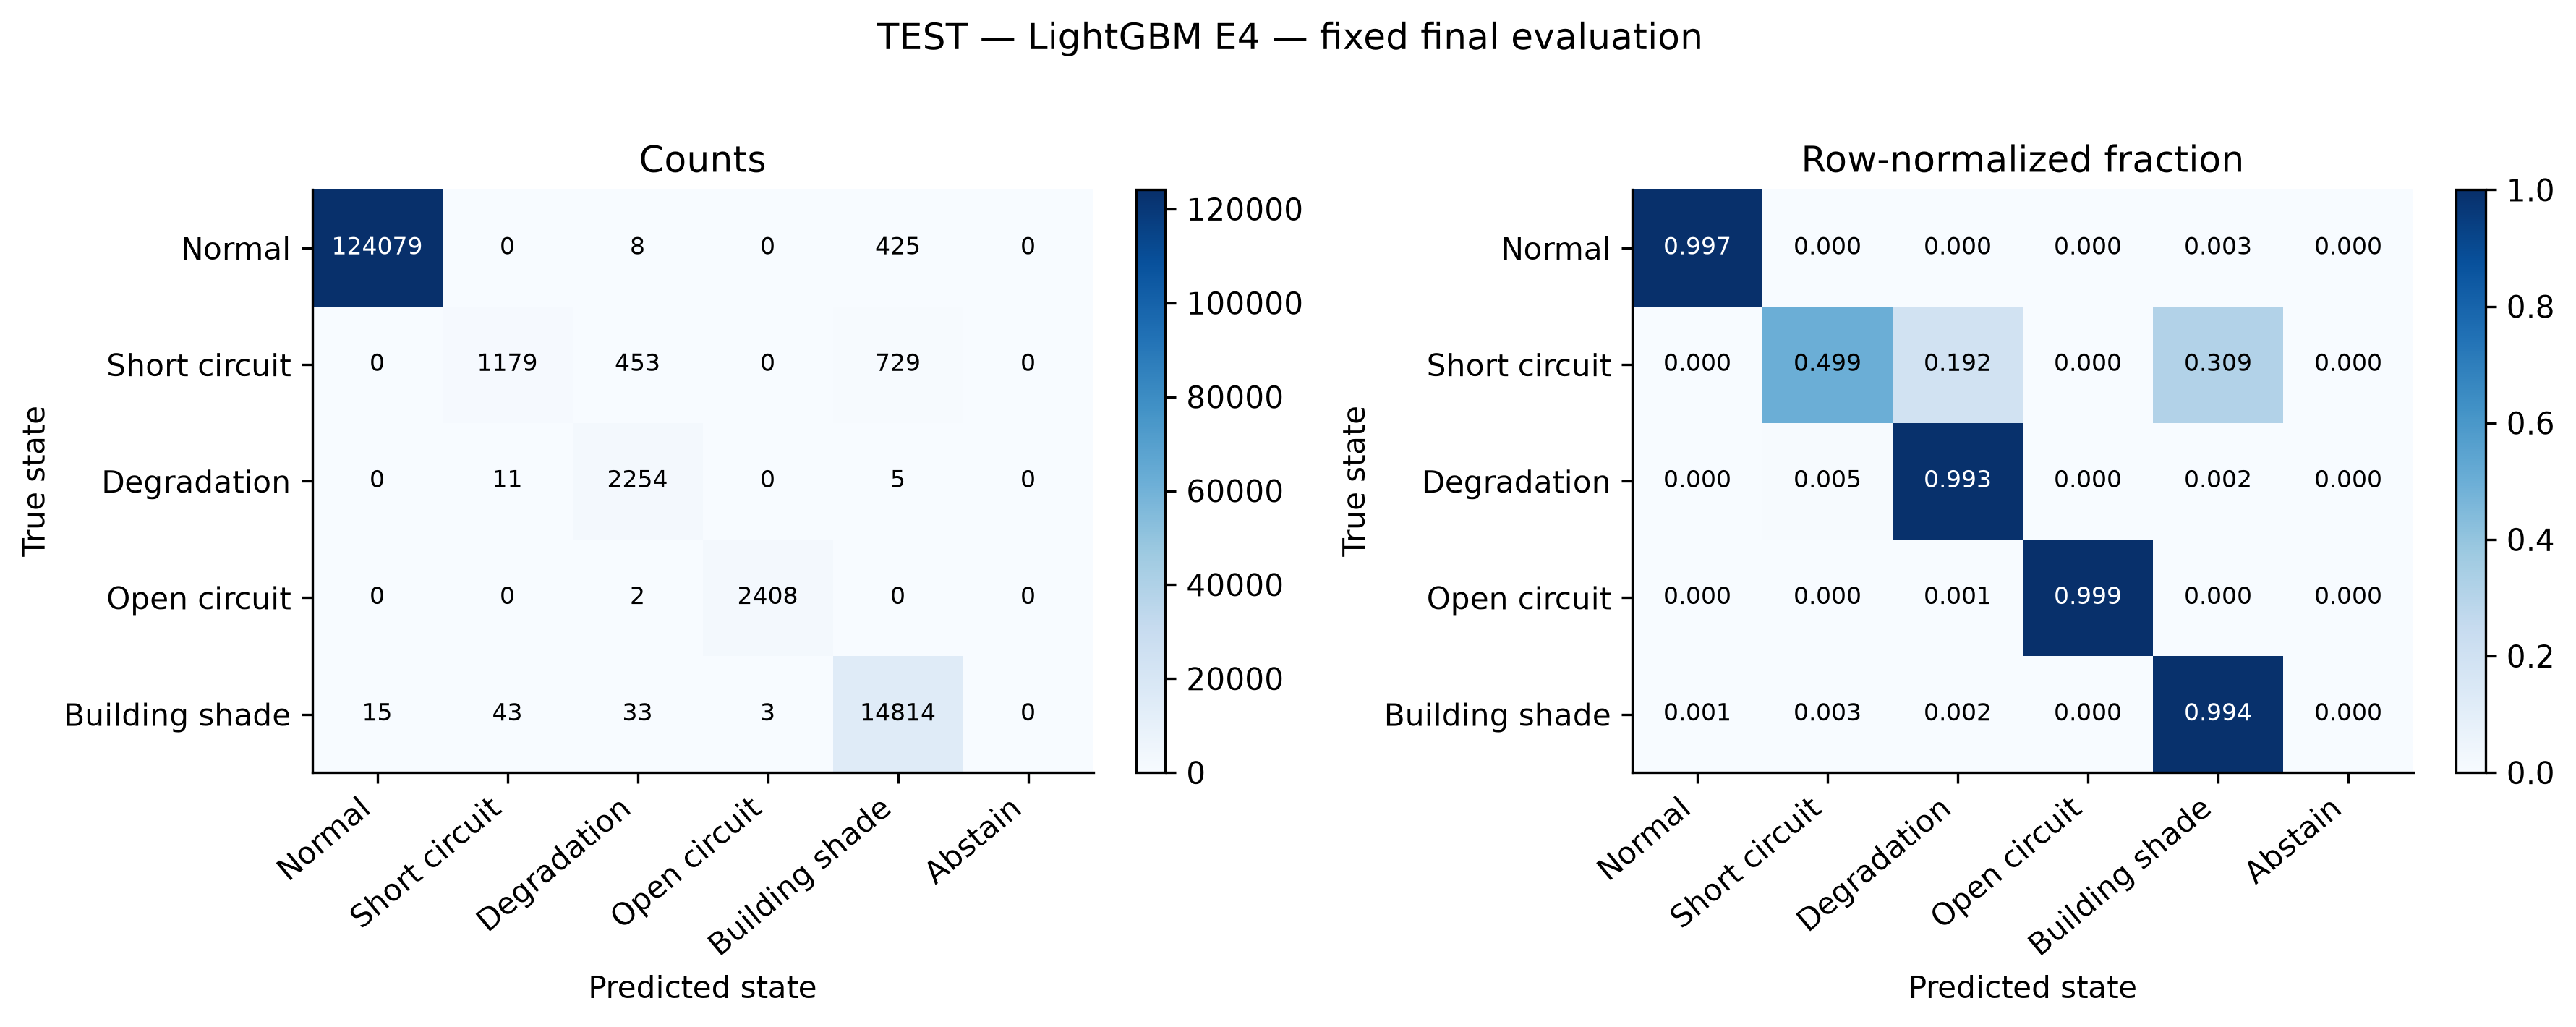 TEST — LightGBM E4 — fixed final evaluation
Counts
True state
Normal 124079 0 8 0 425 0
Short circuit 0 1179 453 0 729 0
Degradation 0 11 2254 0 5 0
Open circuit 0 0 2 2408 0 0
Building shade 15 43 33 3 14814 0
Normal
Short circuit
Degradation
Open circuit
Building shade
Abstain
Predicted state
120000
100000
80000
60000
40000
20000
0
Row-normalized fraction
True state
Normal 0.997 0.000 0.000 0.000 0.003 0.000
Short circuit 0.000 0.499 0.192 0.000 0.309 0.000
Degradation 0.000 0.005 0.993 0.000 0.002 0.000
Open circuit 0.000 0.000 0.001 0.999 0.000 0.000
Building shade 0.001 0.003 0.002 0.000 0.994 0.000
Normal
Short circuit
Degradation
Open circuit
Building shade
Abstain
Predicted state
1.0
0.8
0.6
0.4
0.2
0.0